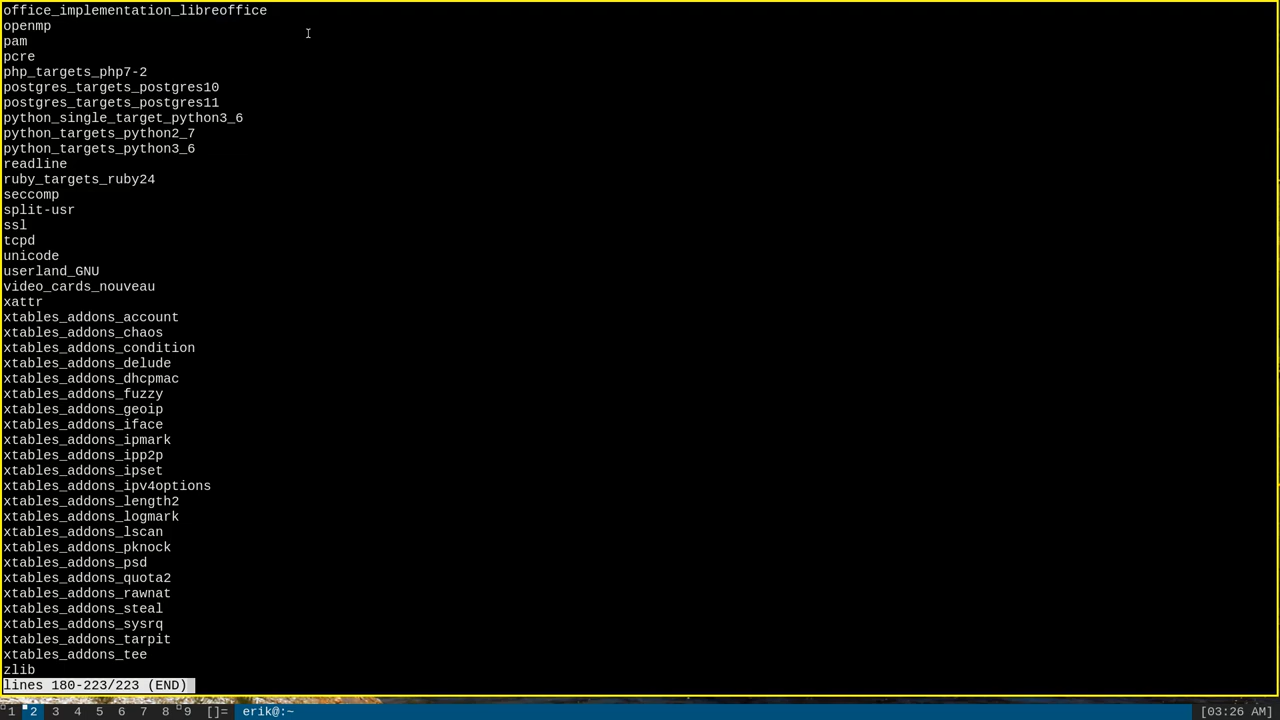 office_implementation_libreoffice
openmp
pam
pcre
php_targets_php7-2
postgres_targets_postgres10
postgres_targets_postgres11
python_single_target_python3_6
python_targets_python2_7
python_targets_python3_6
readline
ruby_targets_ruby24
seccomp
split-usr
ssl
tcpd
unicode
userland_GNU
video_cards_nouveau
xattr
xtables_addons_account
xtables_addons_chaos
xtables_addons_condition
xtables_addons_delude
xtables_addons_dhcpmac
xtables_addons_fuzzy
xtables_addons_geoip
xtables_addons_iface
xtables_addons_ipmark
xtables_addons_ipp2p
xtables_addons_ipset
xtables_addons_ipv4options
xtables_addons_length2
xtables_addons_logmark
xtables_addons_lscan
xtables_addons_pknock
xtables_addons_psd
xtables_addons_quota2
xtables_addons_rawnat
xtables_addons_steal
xtables_addons_sysrq
xtables_addons_tarpit
xtables_addons_tee
zlib
lines 180-223/223 (END)
1 2 3 4 5 6 7 8 9 []= erik@:~ [03:26 AM]